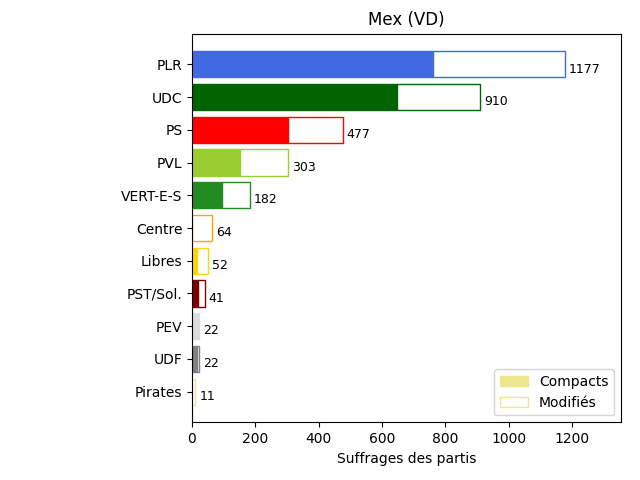 Mex (VD)
PLR 1177
UDC 910
PS 477
PVL 303
VERT-E-S 182
Centre 64
Libres 52
PST/Sol. 41
PEV 22
UDF 22
Pirates 11
Compacts
Modifiés
0 200 400 600 800 1000 1200
Suffrages des partis